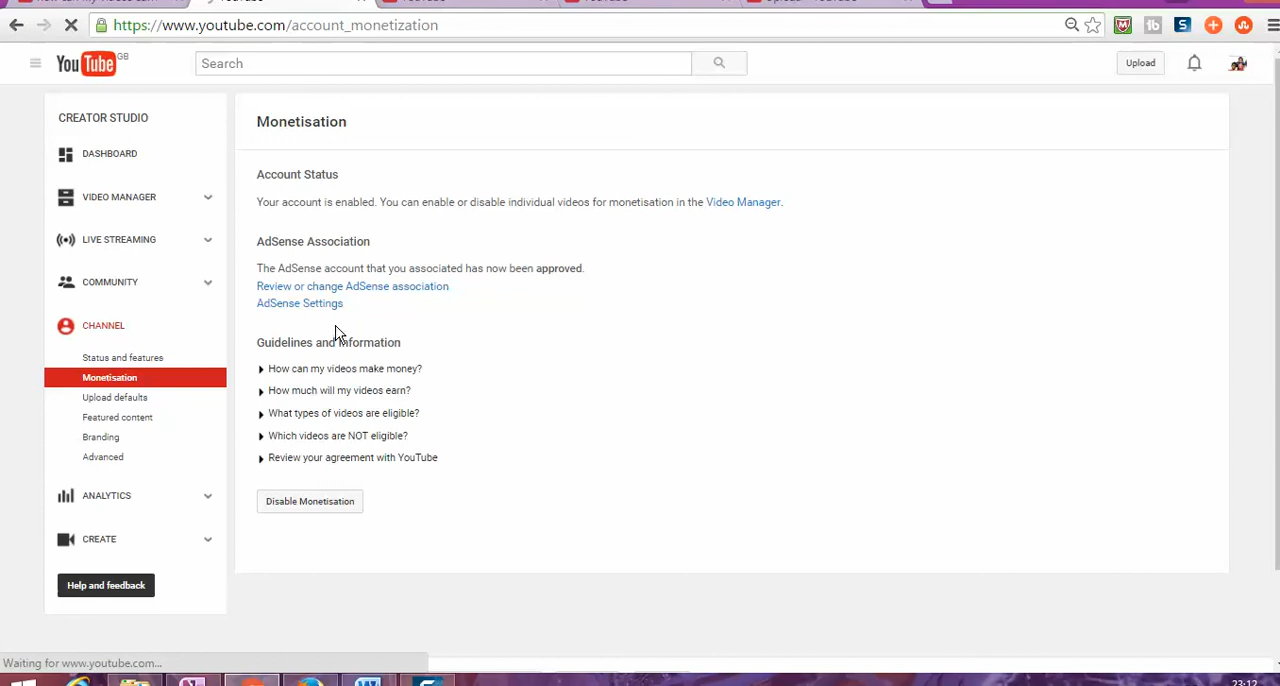 https://www.youtube.com/account_monetization
YouTube GB
Search
Upload
CREATOR STUDIO
DASHBOARD
VIDEO MANAGER
LIVE STREAMING
COMMUNITY
CHANNEL
Status and features
Monetisation
Upload defaults
Featured content
Branding
Advanced
ANALYTICS
CREATE
Help and feedback
Monetisation
Account Status
Your account is enabled. You can enable or disable individual videos for monetisation in the Video Manager.
AdSense Association
The AdSense account that you associated has now been approved.
Review or change AdSense association
AdSense Settings
Guidelines and information
How can my videos make money?
How much will my videos earn?
What types of videos are eligible?
Which videos are NOT eligible?
Review your agreement with YouTube
Disable Monetisation
Waiting for www.youtube.com...
23:12